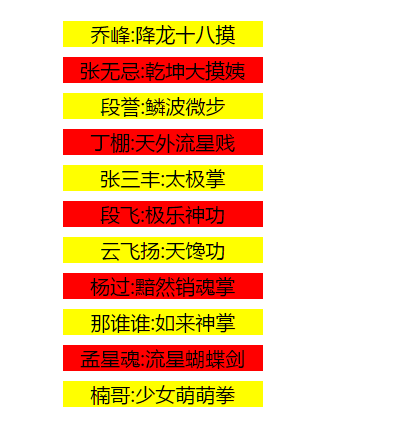 乔峰:降龙十八摸
张无忌:乾坤大摸姨
段誉:鳞波微步
丁棚:天外流星贱
张三丰:太极掌
段飞:极乐神功
云飞扬:天馋功
杨过:黯然销魂掌
那谁谁:如来神掌
孟星魂:流星蝴蝶剑
楠哥:少女萌萌拳